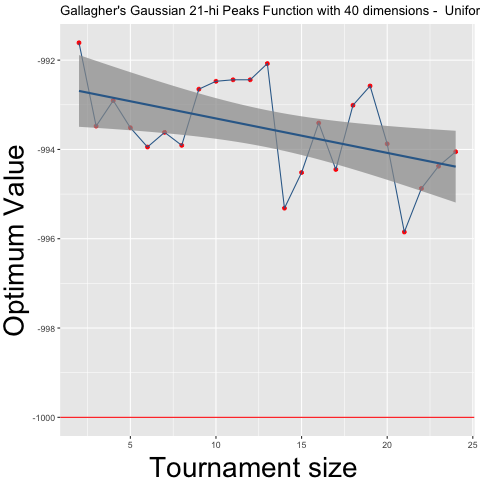 Gallagher's Gaussian 21-hi Peaks Function with 40 dimensions -  Unifor
-992
-994
-996
-998
-1000
Optimum Value
5 10 15 20 25
Tournament size